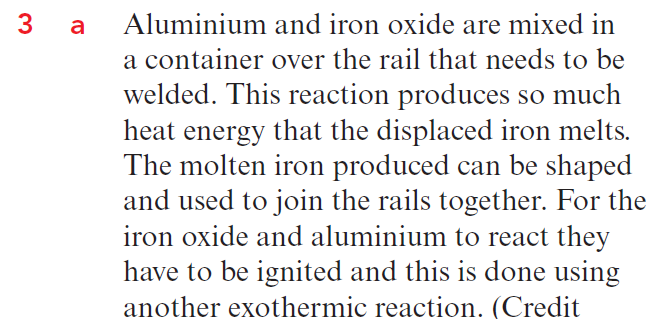 3 a Aluminium and iron oxide are mixed in
a container over the rail that needs to be
welded. This reaction produces so much
heat energy that the displaced iron melts.
The molten iron produced can be shaped
and used to join the rails together. For the
iron oxide and aluminium to react they
have to be ignited and this is done using
another exothermic reaction. (Credit